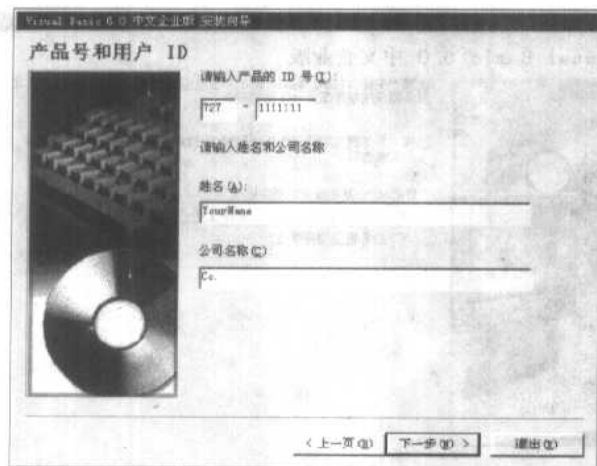 Visual Basic 6.0 中文企业版 安装向导
产品号和用户 ID
请输入产品的 ID 号(I):
727 - 1111111
请输入姓名和公司名称
姓名(A):
YourName
公司名称(C)
Co.
< 上一页(B)
下一步(N) >
退出(X)